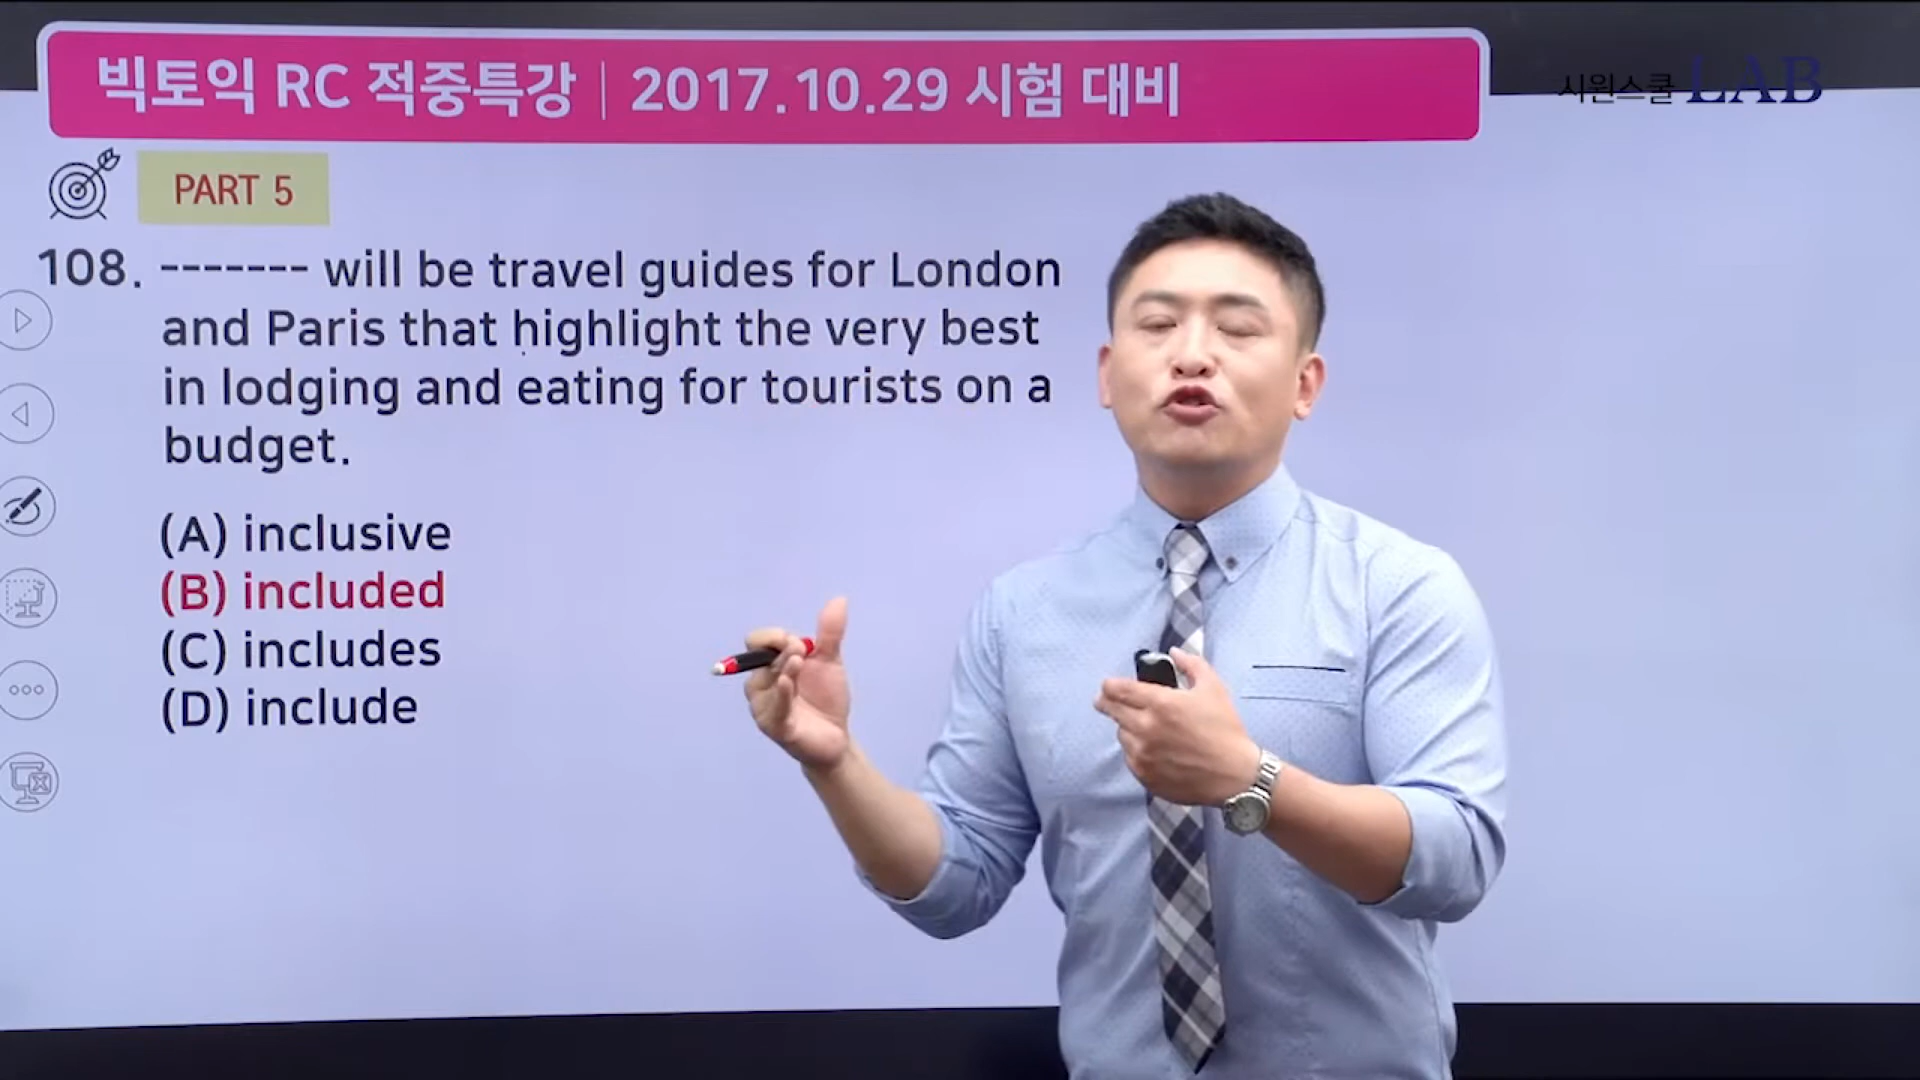 빅토익 RC 적중특강 | 2017.10.29 시험 대비
시원스쿨 LAB
PART 5
108. ------- will be travel guides for London
and Paris that highlight the very best
in lodging and eating for tourists on a
budget.
(A) inclusive
(B) included
(C) includes
(D) include